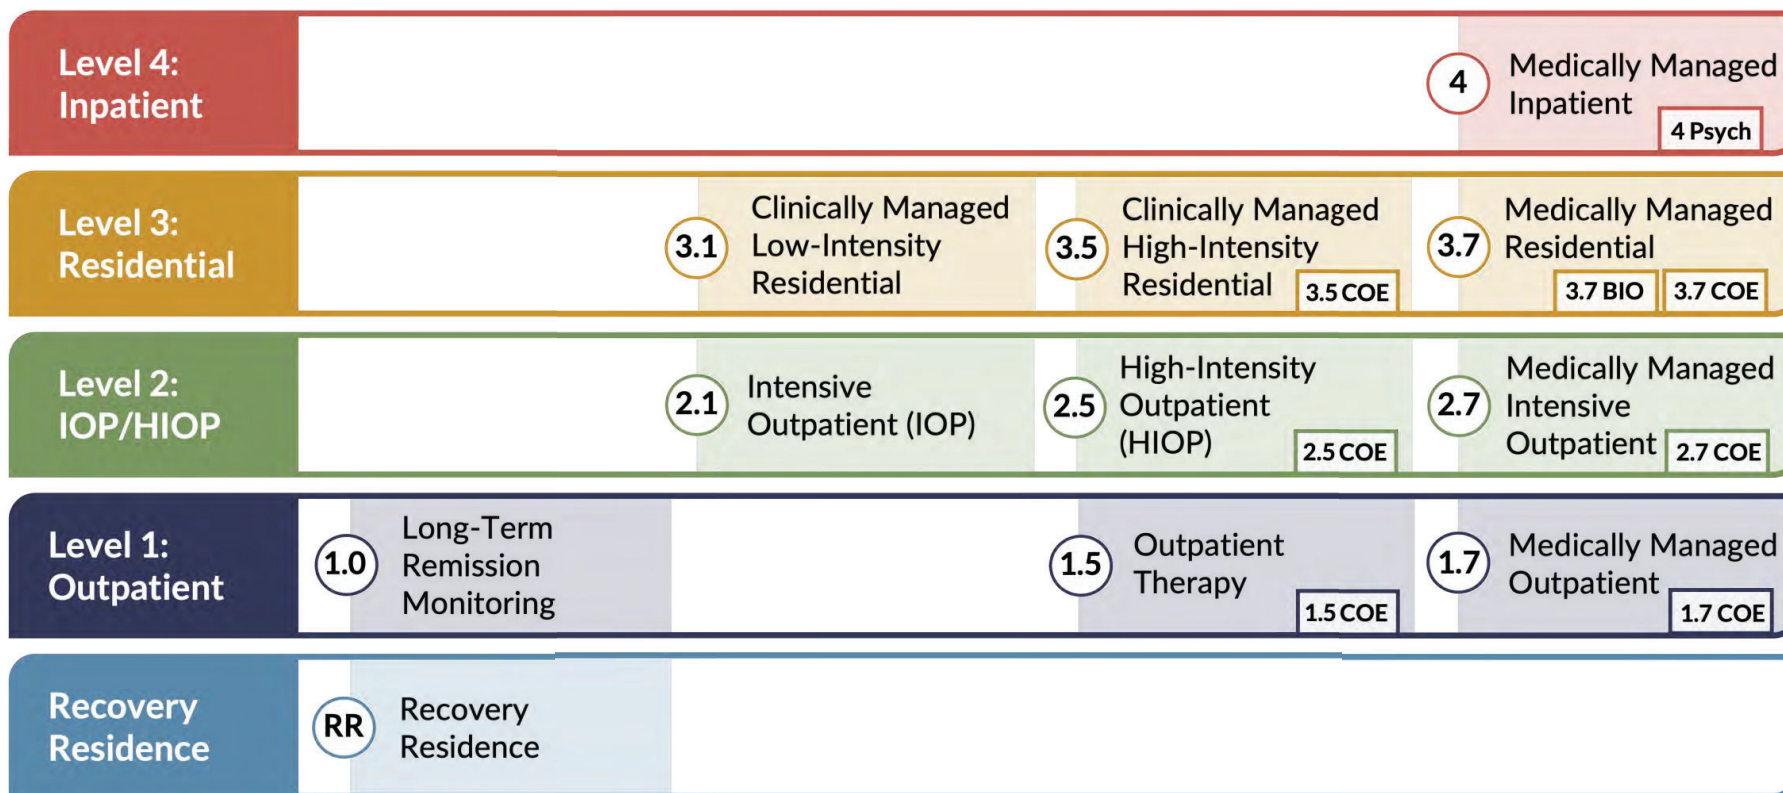 Level 4:
Inpatient
4
Medically Managed
Inpatient
4 Psych
Level 3:
Residential
3.1
Clinically Managed
Low-Intensity
Residential
3.5
Clinically Managed
High-Intensity
Residential
3.5 COE
3.7
Medically Managed
Residential
3.7 BIO
3.7 COE
Level 2:
IOP/HIOP
2.1
Intensive
Outpatient (IOP)
2.5
High-Intensity
Outpatient
(HIOP)
2.5 COE
2.7
Medically Managed
Intensive
Outpatient
2.7 COE
Level 1:
Outpatient
1.0
Long-Term
Remission
Monitoring
1.5
Outpatient
Therapy
1.5 COE
1.7
Medically Managed
Outpatient
1.7 COE
Recovery
Residence
RR
Recovery
Residence